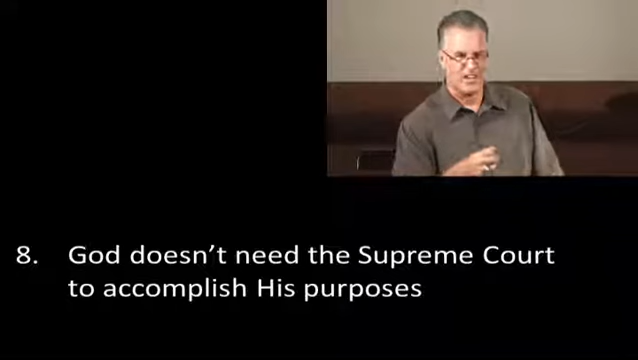 8. God doesn't need the Supreme Court
to accomplish His purposes